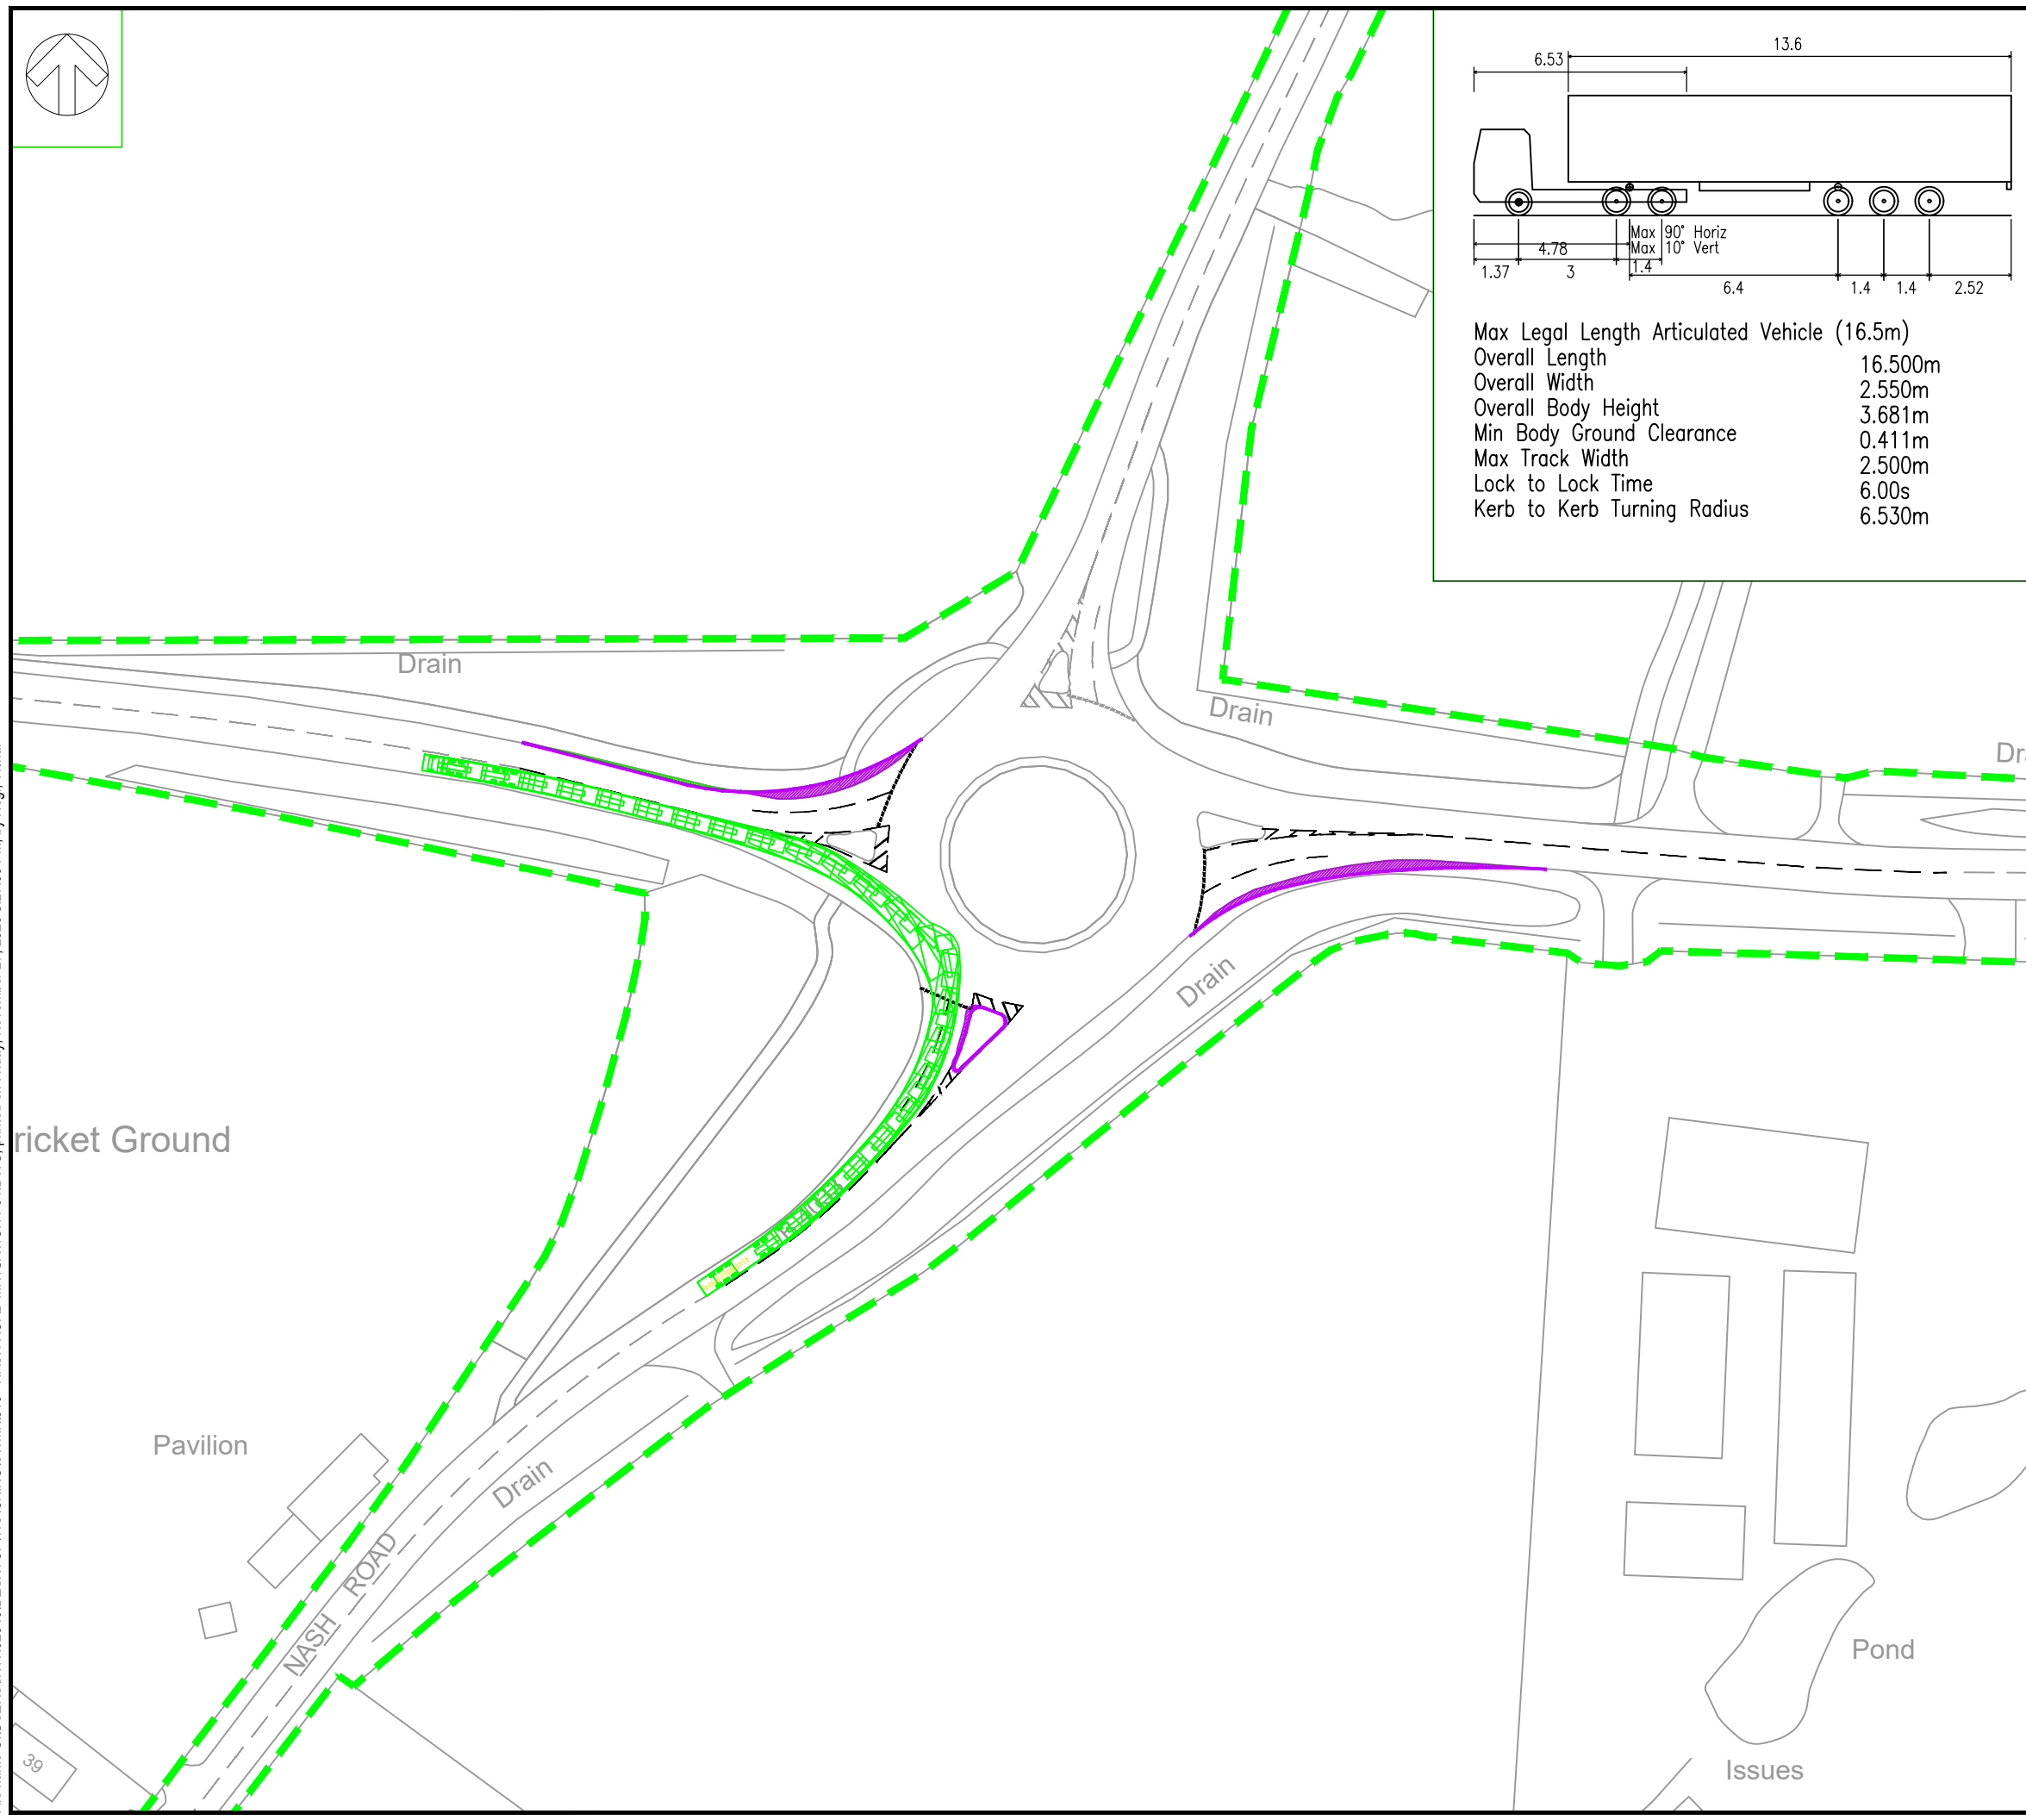 13.6
6.53
Max 90° Horiz
Max 10° Vert
4.78
1.37
3
1.4
6.4
1.4
1.4
2.52
Max Legal Length Articulated Vehicle (16.5m)
Overall Length 16.500m
Overall Width 2.550m
Overall Body Height 3.681m
Min Body Ground Clearance 0.411m
Max Track Width 2.500m
Lock to Lock Time 6.00s
Kerb to Kerb Turning Radius 6.530m
Drain
Drain
Dra
Drain
ricket Ground
Pavilion
Drain
NASH ROAD
Pond
Issues
39